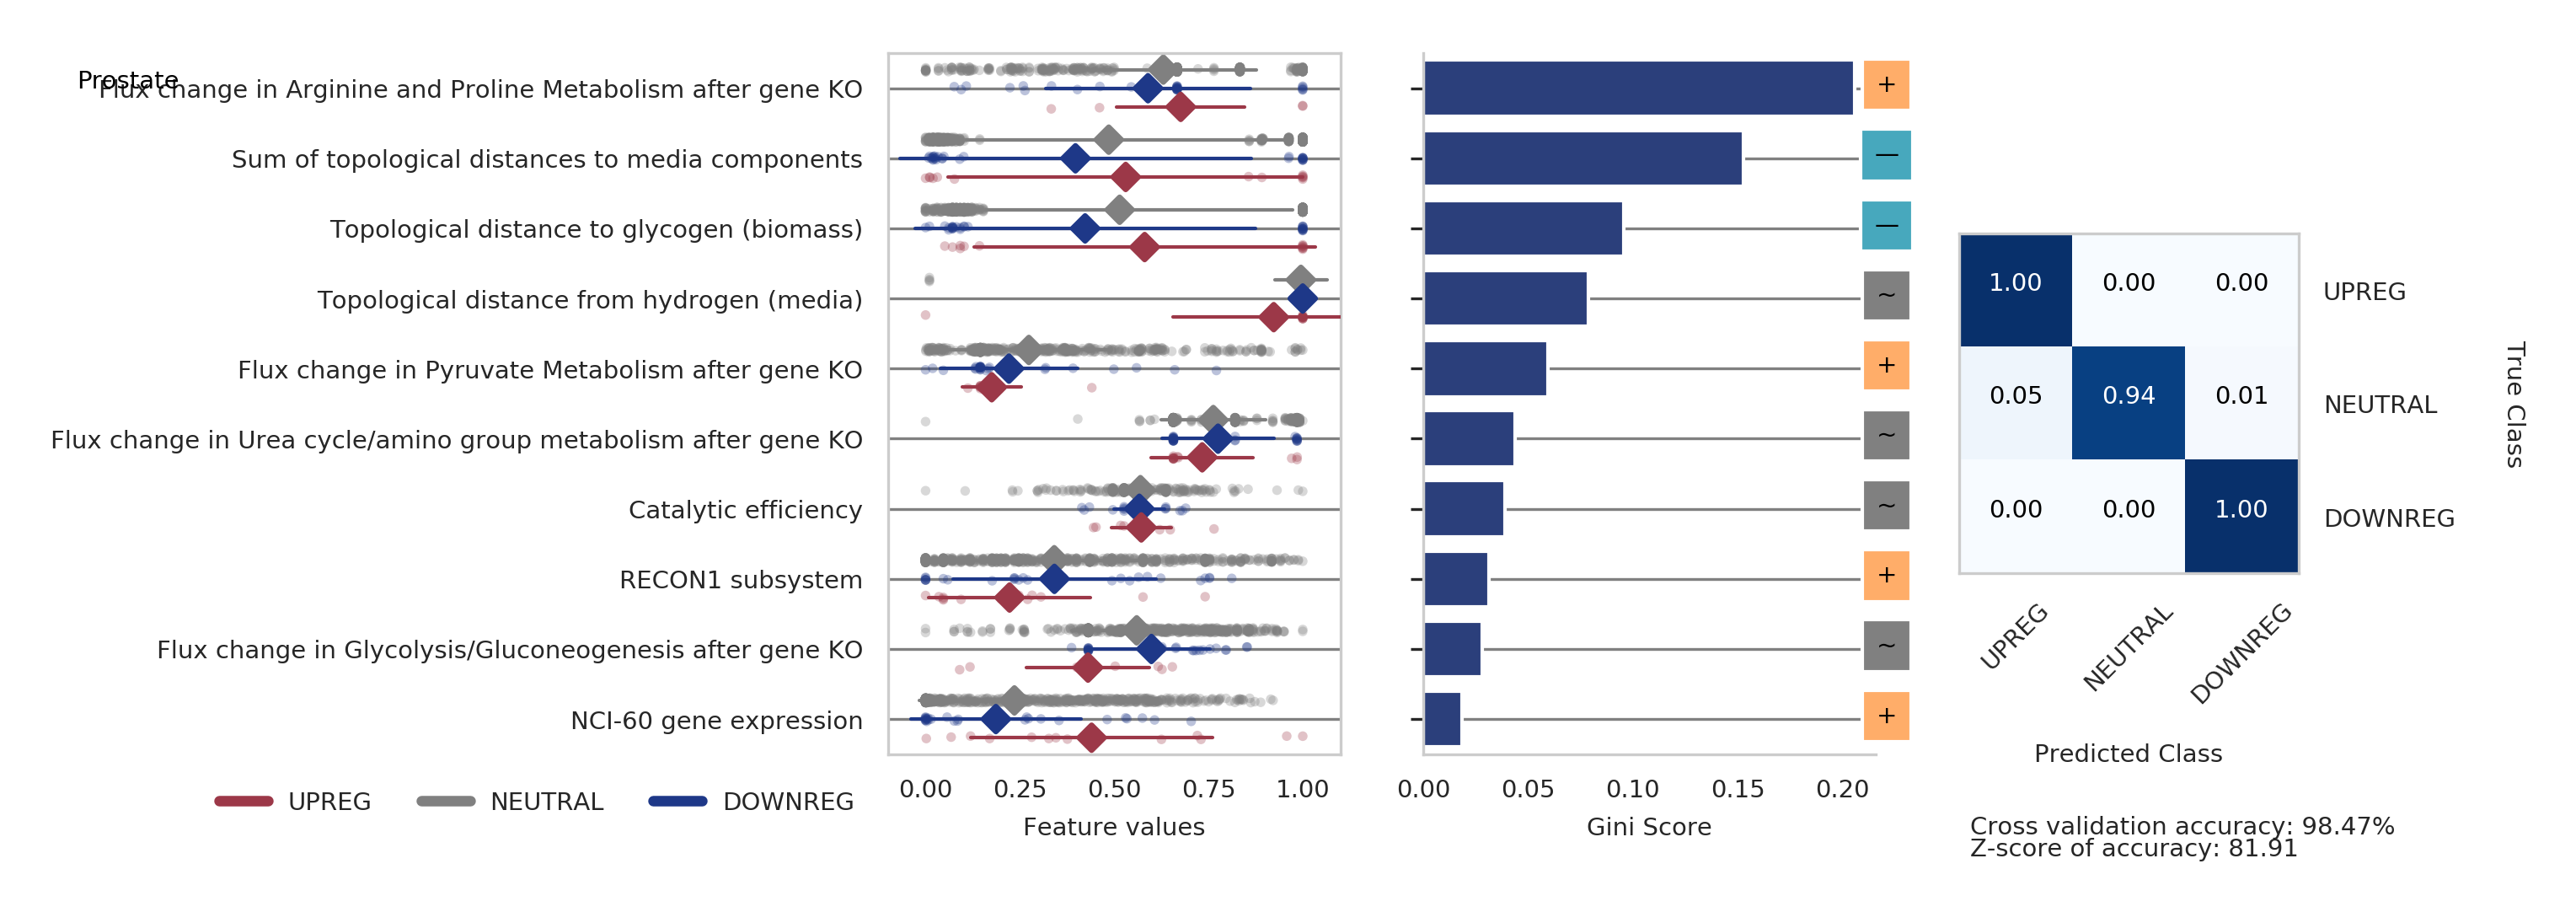 Prostate
Flux change in Arginine and Proline Metabolism after gene KO
+
Sum of topological distances to media components
—
Topological distance to glycogen (biomass)
—
Topological distance from hydrogen (media)
~
Flux change in Pyruvate Metabolism after gene KO
+
Flux change in Urea cycle/amino group metabolism after gene KO
~
Catalytic efficiency
~
RECON1 subsystem
+
Flux change in Glycolysis/Gluconeogenesis after gene KO
~
NCI-60 gene expression
+
UPREG NEUTRAL DOWNREG
0.00 0.25 0.50 0.75 1.00
Feature values
0.00 0.05 0.10 0.15 0.20
Gini Score
1.00 0.00 0.00 UPREG
0.05 0.94 0.01 NEUTRAL
0.00 0.00 1.00 DOWNREG
True Class
UPREG NEUTRAL DOWNREG
Predicted Class
Cross validation accuracy: 98.47%
Z-score of accuracy: 81.91